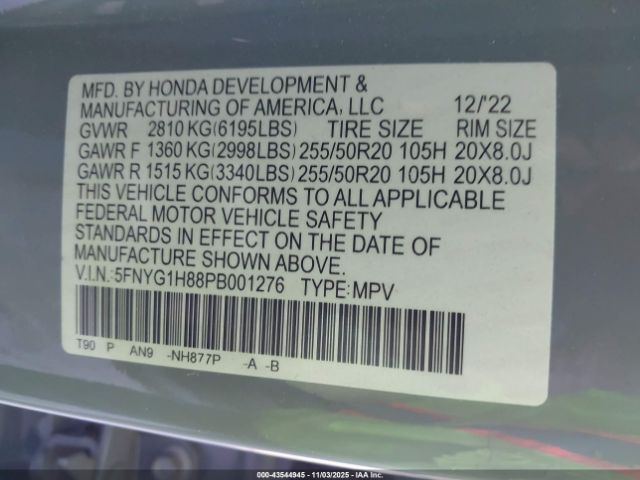 MFD. BY HONDA DEVELOPMENT &
MANUFACTURING OF AMERICA, LLC 12/'22
GVWR 2810 KG(6195LBS) TIRE SIZE RIM SIZE
GAWR F 1360 KG(2998LBS) 255/50R20 105H 20X8.0J
GAWR R 1515 KG(3340LBS) 255/50R20 105H 20X8.0J
THIS VEHICLE CONFORMS TO ALL APPLICABLE
FEDERAL MOTOR VEHICLE SAFETY
STANDARDS IN EFFECT ON THE DATE OF
MANUFACTURE SHOWN ABOVE.
V.I.N.:5FNYG1H88PB001276 TYPE:MPV
T90 P AN9 -NH877P -A -B
000-43544945 - 11/03/2025 - IAAI.COM